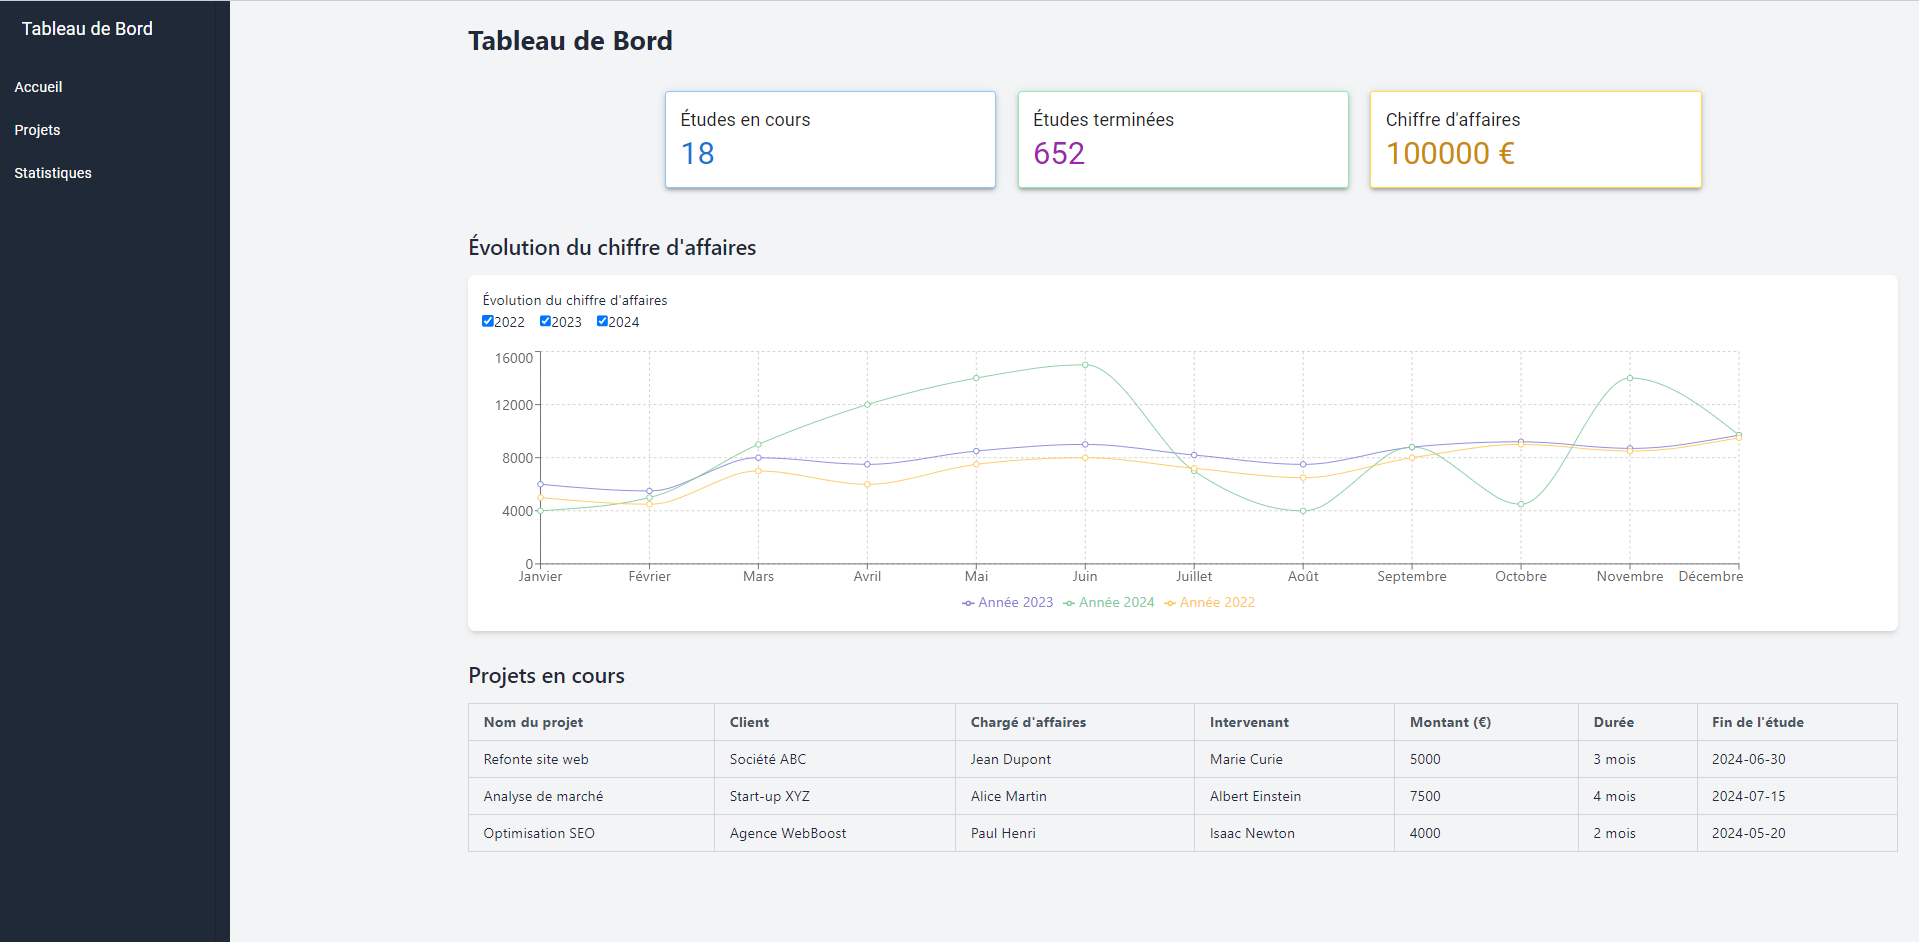 Tableau de Bord
Accueil
Projets
Statistiques
Tableau de Bord
Études en cours
18
Études terminées
652
Chiffre d'affaires
100000 €
Évolution du chiffre d'affaires
Évolution du chiffre d'affaires
2022 2023 2024
16000
12000
8000
4000
0
Janvier Février Mars Avril Mai Juin Juillet Août Septembre Octobre Novembre Décembre
Année 2023 Année 2024 Année 2022
Projets en cours
Nom du projet Client Chargé d'affaires Intervenant Montant (€) Durée Fin de l'étude
Refonte site web Société ABC Jean Dupont Marie Curie 5000 3 mois 2024-06-30
Analyse de marché Start-up XYZ Alice Martin Albert Einstein 7500 4 mois 2024-07-15
Optimisation SEO Agence WebBoost Paul Henri Isaac Newton 4000 2 mois 2024-05-20